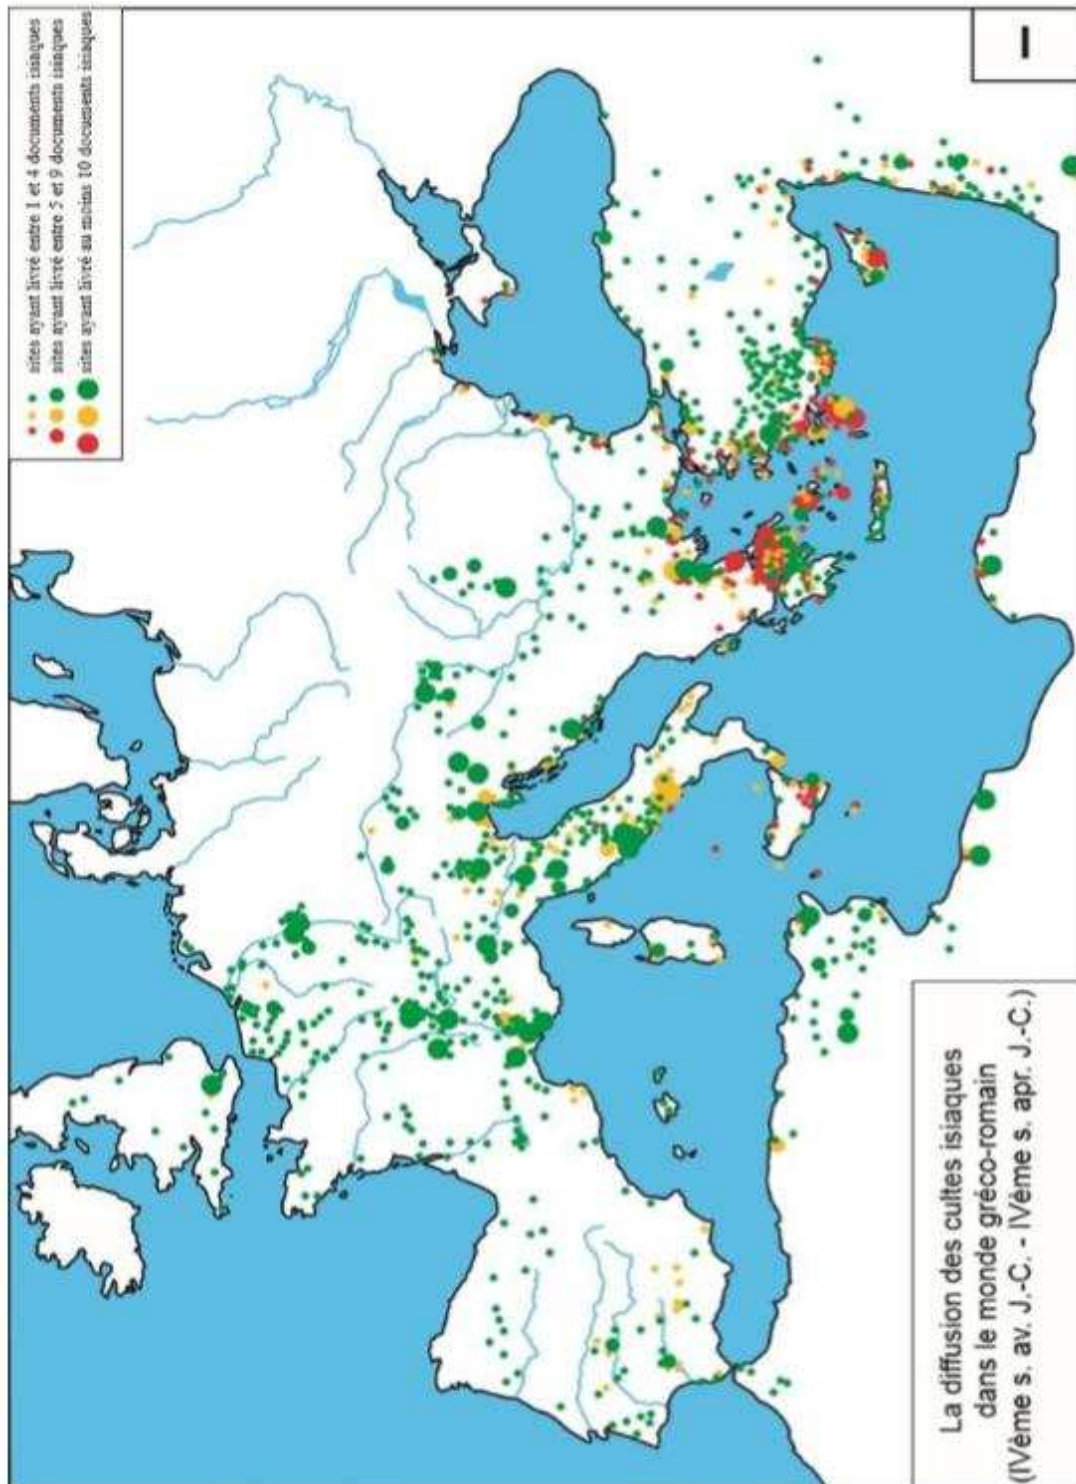 sites ayant livré entre 1 et 4 documents isiaques
sites ayant livré entre 5 et 9 documents isiaques
sites ayant livré au moins 10 documents isiaques
I
La diffusion des cultes isiaques
dans le monde gréco-romain
(IVème s. av. J.-C. - IVème s. apr. J.-C.)